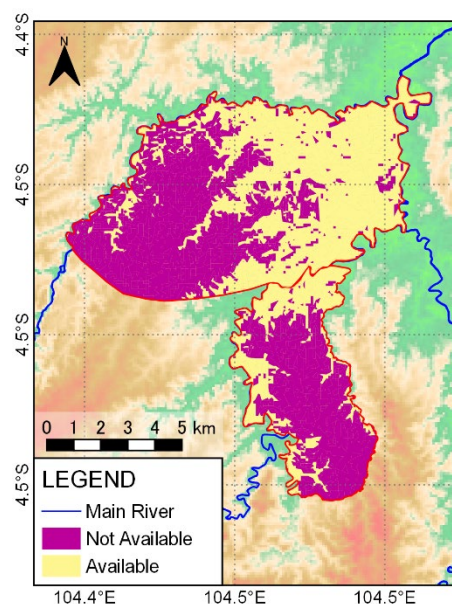 4.4°S
N
4.5°S
4.5°S
0 1 2 3 4 5 km
LEGEND
Main River
Not Available
Available
4.5°S
104.4°E 104.5°E 104.5°E